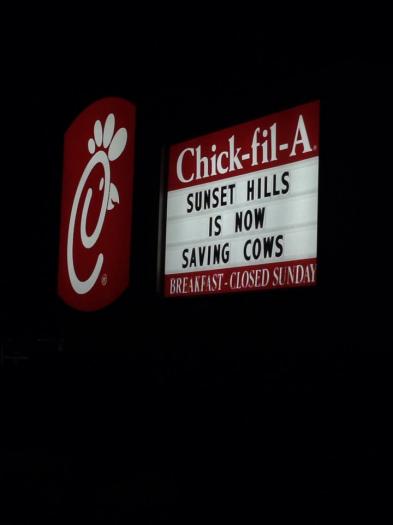 Chick-fil-A®
SUNSET HILLS
IS NOW
SAVING COWS
BREAKFAST - CLOSED SUNDAY
C
®